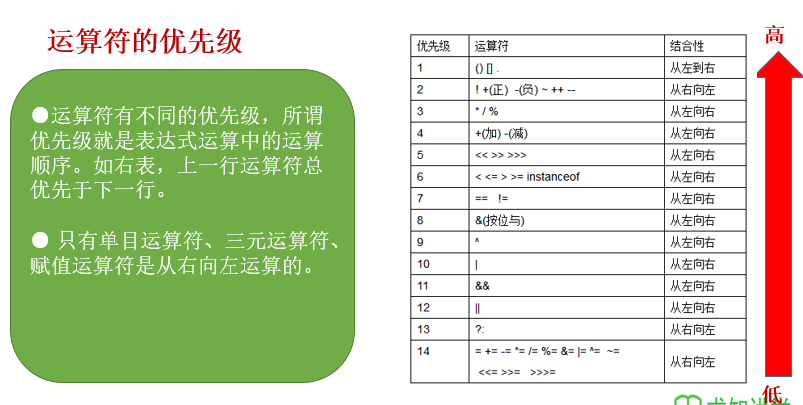 运算符的优先级
●运算符有不同的优先级，所谓
优先级就是表达式运算中的运算
顺序。如右表，上一行运算符总
优先于下一行。
● 只有单目运算符、三元运算符、
赋值运算符是从右向左运算的。
优先级 运算符 结合性
1 () [] . 从左到右
2 ! +(正) -(负) ~ ++ -- 从右向左
3 * / % 从左向右
4 +(加) -(减) 从左向右
5 << >> >>> 从左向右
6 < <= > >= instanceof 从左向右
7 == != 从左向右
8 &(按位与) 从左向右
9 ^ 从左向右
10 | 从左向右
11 && 从左向右
12 || 从左向右
13 ?: 从右向左
14 = += -= *= /= %= &= |= ^= ~= 从右向左
<<= >>= >>>=
高
低